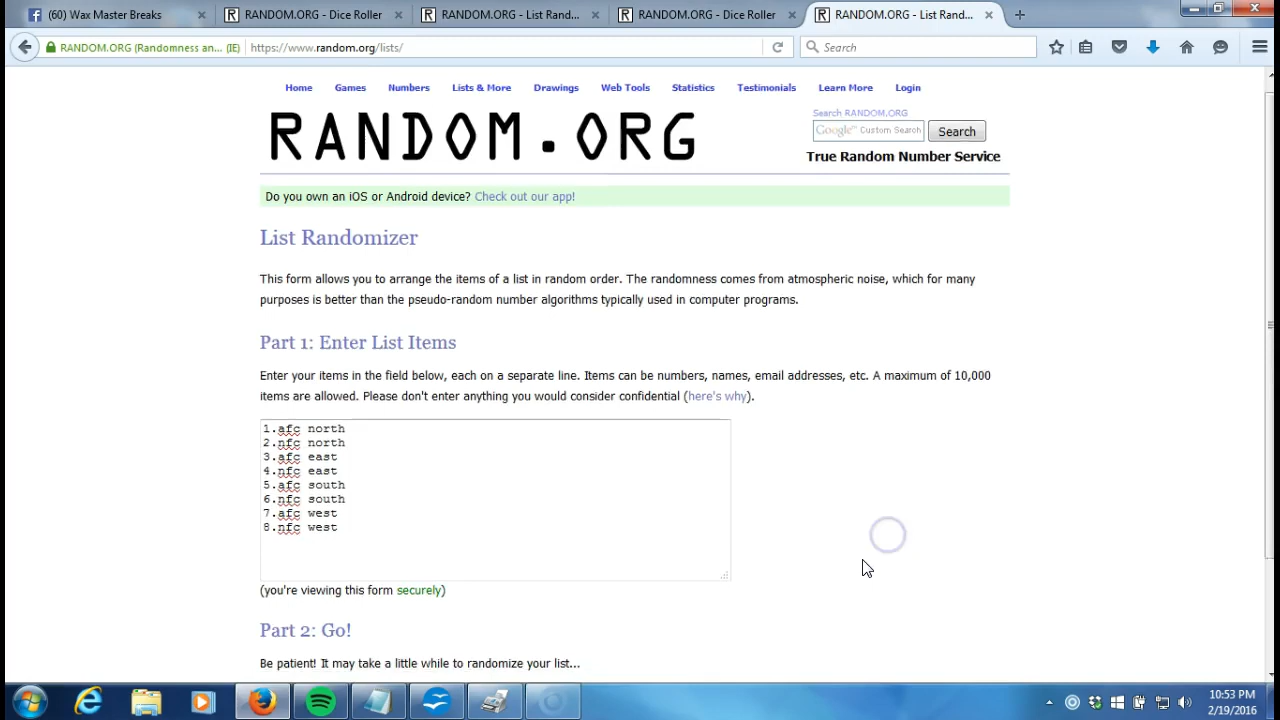 (60) Wax Master Breaks
RANDOM.ORG - Dice Roller
RANDOM.ORG - List Rand...
RANDOM.ORG - Dice Roller
RANDOM.ORG - List Ran...
RANDOM.ORG (Randomness an... (IE)
https://www.random.org/lists/
Search
Home Games Numbers Lists & More Drawings Web Tools Statistics Testimonials Learn More Login
RANDOM.ORG
Search RANDOM.ORG
Google™ Custom Search
Search
True Random Number Service
Do you own an iOS or Android device? Check out our app!
List Randomizer
This form allows you to arrange the items of a list in random order. The randomness comes from atmospheric noise, which for many
purposes is better than the pseudo-random number algorithms typically used in computer programs.
Part 1: Enter List Items
Enter your items in the field below, each on a separate line. Items can be numbers, names, email addresses, etc. A maximum of 10,000
items are allowed. Please don't enter anything you would consider confidential (here's why).
1.afc north
2.nfc north
3.afc east
4.nfc east
5.afc south
6.nfc south
7.afc west
8.nfc west
(you're viewing this form securely)
Part 2: Go!
Be patient! It may take a little while to randomize your list...
10:53 PM
2/19/2016